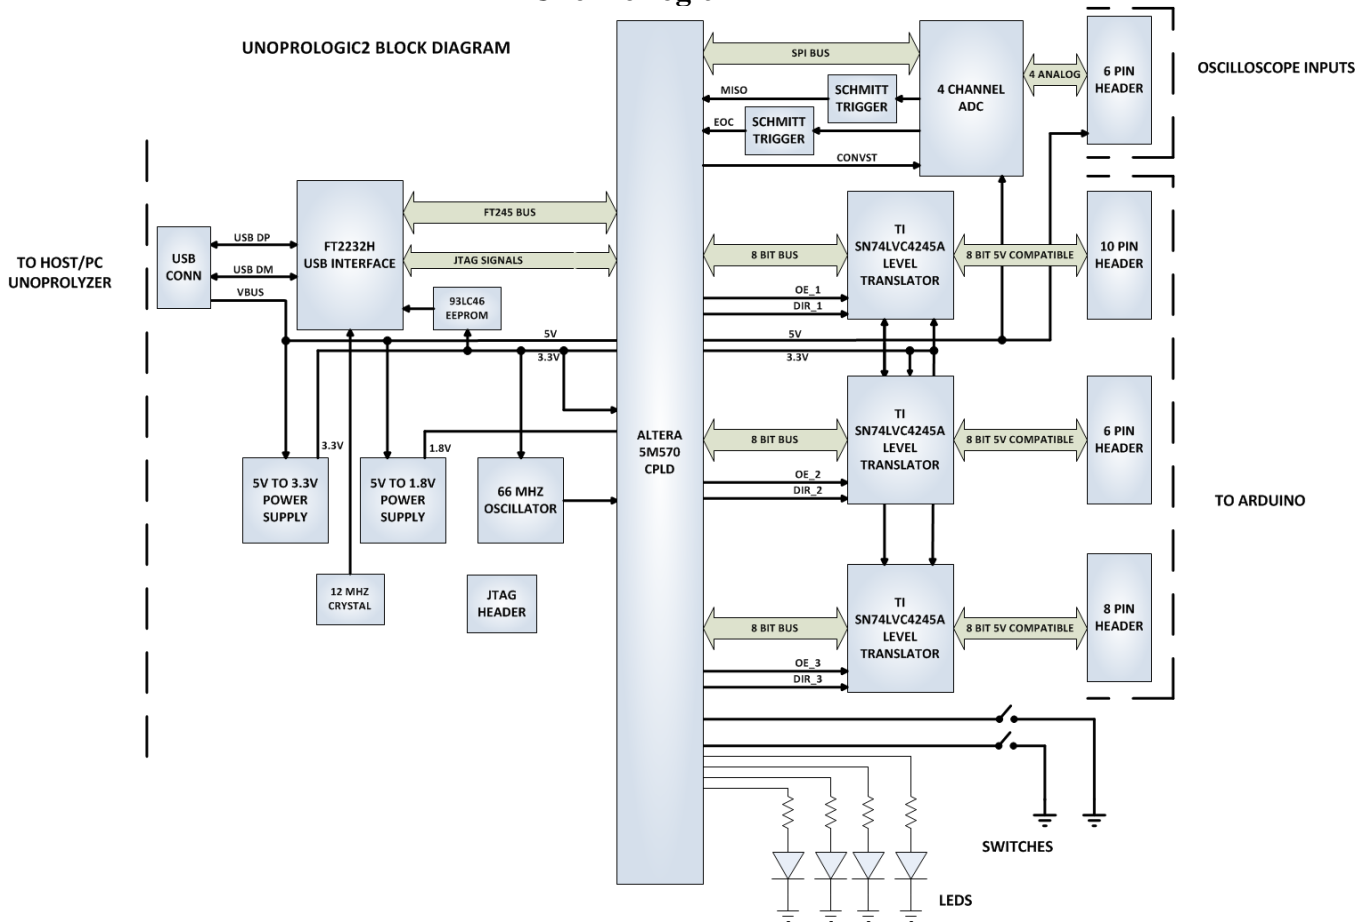 UNOPROLOGIC2 BLOCK DIAGRAM
SPI BUS
MISO
SCHMITT
TRIGGER
EOC
SCHMITT
TRIGGER
CONVST
4 CHANNEL
ADC
4 ANALOG
6 PIN
HEADER
OSCILLOSCOPE INPUTS
TO HOST/PC
UNOPROLYZER
USB
CONN
USB DP
USB DM
VBUS
FT2232H
USB INTERFACE
FT245 BUS
JTAG SIGNALS
93LC46
EEPROM
5V
3.3V
3.3V
1.8V
5V TO 3.3V
POWER
SUPPLY
5V TO 1.8V
POWER
SUPPLY
66 MHZ
OSCILLATOR
12 MHZ
CRYSTAL
JTAG
HEADER
ALTERA
5M570
CPLD
8 BIT BUS
OE_1
DIR_1
TI
SN74LVC4245A
LEVEL
TRANSLATOR
8 BIT 5V COMPATIBLE
10 PIN
HEADER
5V
3.3V
8 BIT BUS
OE_2
DIR_2
TI
SN74LVC4245A
LEVEL
TRANSLATOR
8 BIT 5V COMPATIBLE
6 PIN
HEADER
TO ARDUINO
8 BIT BUS
OE_3
DIR_3
TI
SN74LVC4245A
LEVEL
TRANSLATOR
8 BIT 5V COMPATIBLE
8 PIN
HEADER
SWITCHES
LEDS